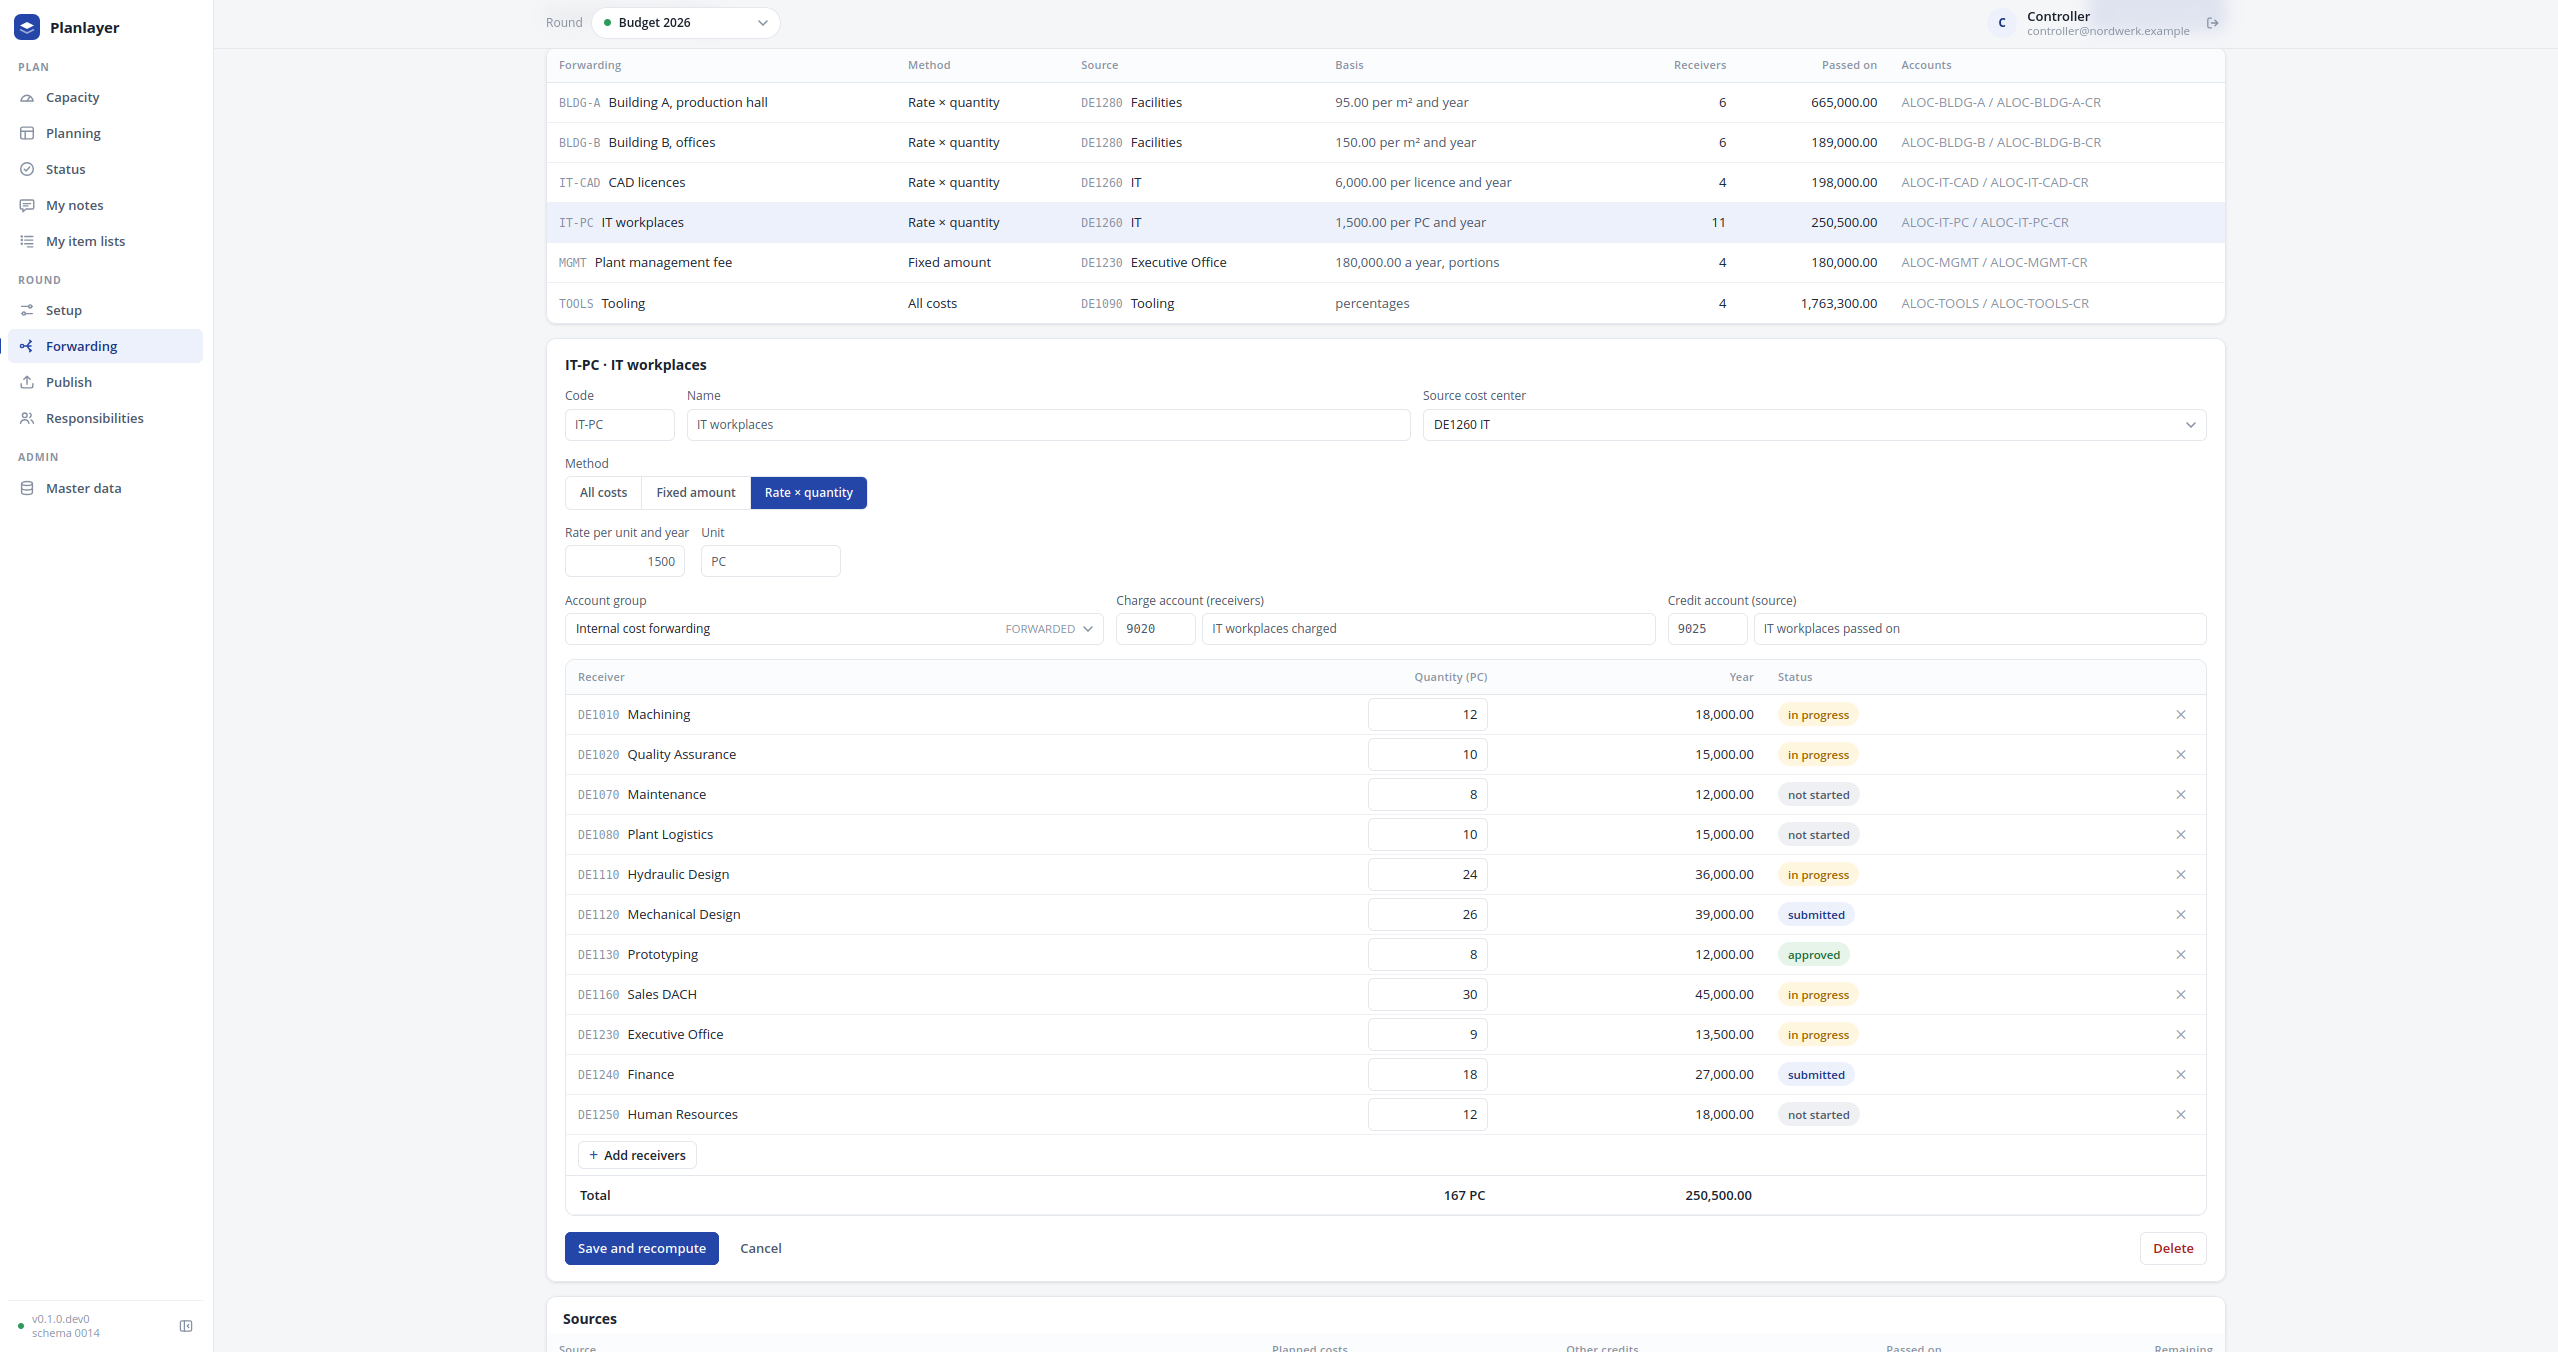 Planlayer
PLAN
Capacity
Planning
Status
My notes
My item lists
ROUND
Setup
Forwarding
Publish
Responsibilities
ADMIN
Master data
v0.1.0.dev0
schema 0014
Round Budget 2026
C Controller
controller@nordwerk.example
Forwarding Method Source Basis Receivers Passed on Accounts
BLDG-A Building A, production hall Rate × quantity DE1280 Facilities 95.00 per m² and year 6 665,000.00 ALOC-BLDG-A / ALOC-BLDG-A-CR
BLDG-B Building B, offices Rate × quantity DE1280 Facilities 150.00 per m² and year 6 189,000.00 ALOC-BLDG-B / ALOC-BLDG-B-CR
IT-CAD CAD licences Rate × quantity DE1260 IT 6,000.00 per licence and year 4 198,000.00 ALOC-IT-CAD / ALOC-IT-CAD-CR
IT-PC IT workplaces Rate × quantity DE1260 IT 1,500.00 per PC and year 11 250,500.00 ALOC-IT-PC / ALOC-IT-PC-CR
MGMT Plant management fee Fixed amount DE1230 Executive Office 180,000.00 a year, portions 4 180,000.00 ALOC-MGMT / ALOC-MGMT-CR
TOOLS Tooling All costs DE1090 Tooling percentages 4 1,763,300.00 ALOC-TOOLS / ALOC-TOOLS-CR
IT-PC · IT workplaces
Code Name Source cost center
IT-PC IT workplaces DE1260 IT
Method
All costs Fixed amount Rate × quantity
Rate per unit and year Unit
1500 PC
Account group Charge account (receivers) Credit account (source)
Internal cost forwarding FORWARDED 9020 IT workplaces charged 9025 IT workplaces passed on
Receiver Quantity (PC) Year Status
DE1010 Machining 12 18,000.00 in progress
DE1020 Quality Assurance 10 15,000.00 in progress
DE1070 Maintenance 8 12,000.00 not started
DE1080 Plant Logistics 10 15,000.00 not started
DE1110 Hydraulic Design 24 36,000.00 in progress
DE1120 Mechanical Design 26 39,000.00 submitted
DE1130 Prototyping 8 12,000.00 approved
DE1160 Sales DACH 30 45,000.00 in progress
DE1230 Executive Office 9 13,500.00 in progress
DE1240 Finance 18 27,000.00 submitted
DE1250 Human Resources 12 18,000.00 not started
+ Add receivers
Total 167 PC 250,500.00
Save and recompute Cancel Delete
Sources
Source Planned costs Other credits Passed on Remaining